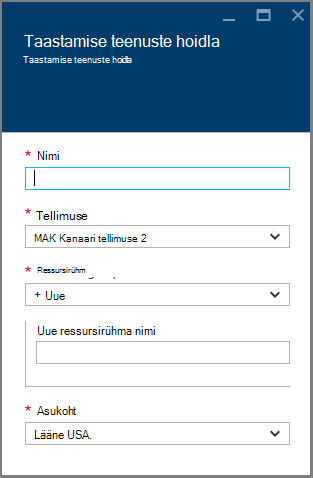 Taastamise teenuste hoidla
Taastamise teenuste hoidla
* Nimi
* Tellimuse
MAK Kanaari tellimuse 2
* Ressursirühm
+ Uue
Uue ressursirühma nimi
* Asukoht
Lääne USA.